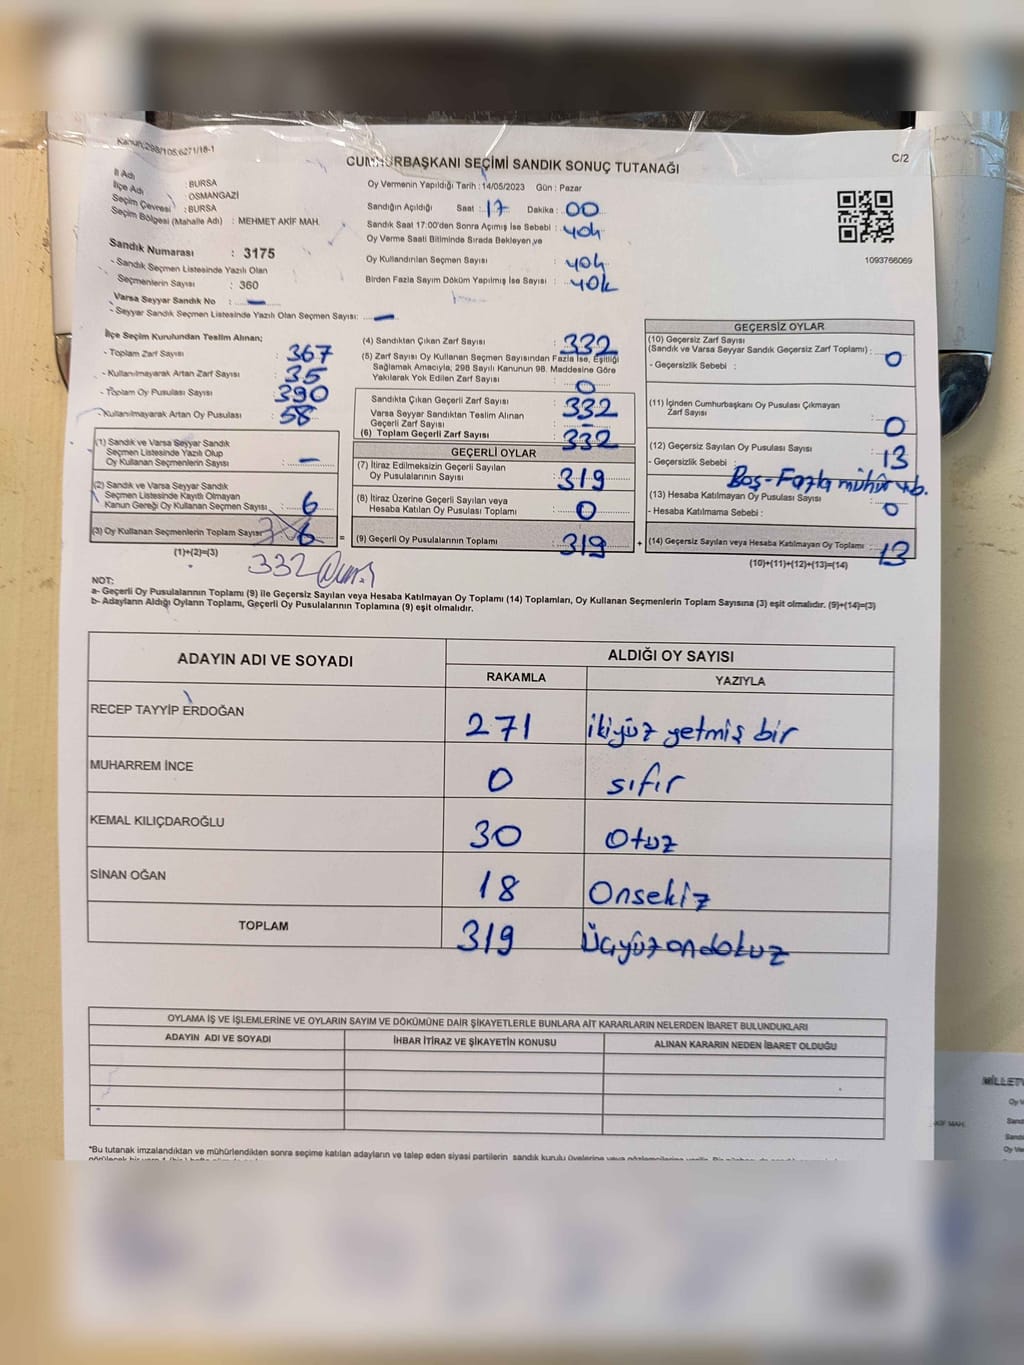 Kanun;298/105;6271/18-1
CUMHURBAŞKANI SEÇİMİ SANDIK SONUÇ TUTANAĞI
C/2
İl Adı : BURSA
İlçe Adı : OSMANGAZİ
Seçim Çevresi : BURSA
Seçim Bölgesi (Mahalle Adı) : MEHMET AKİF MAH.
Sandık Numarası : 3175
- Sandık Seçmen Listesinde Yazılı Olan
Seçmenlerin Sayısı : 360
Varsa Seyyar Sandık No : —
- Seyyar Sandık Seçmen Listesinde Yazılı Olan Seçmen Sayısı: —
Oy Vermenin Yapıldığı Tarih : 14/05/2023 Gün : Pazar
Sandığın Açıldığı Saat : 17 Dakika : 00
Sandık Saat 17:00'den Sonra Açımış İse Sebebi : yok
Oy Verme Saati Bitiminde Sırada Bekleyen,ve
Oy Kullandırılan Seçmen Sayısı : yok
Birden Fazla Sayım Döküm Yapılmış İse Sayısı : yok
1093766069
İlçe Seçim Kurulundan Teslim Alınan;
- Toplam Zarf Sayısı : 367
- Kullanılmayarak Artan Zarf Sayısı : 35
- Toplam Oy Pusulası Sayısı : 390
- Kullanılmayarak Artan Oy Pusulası : 58
(1) Sandık ve Varsa Seyyar Sandık
Seçmen Listesinde Yazılı Olup
Oy Kullanan Seçmenlerin Sayısı : —
(2) Sandık ve Varsa Seyyar Sandık
Seçmen Listesinde Kayıtlı Olmayan
Kanun Gereği Oy Kullanan Seçmen Sayısı : 6
(3) Oy Kullanan Seçmenlerin Toplam Sayısı 6 =
(1)+(2)=(3)
332
(4) Sandıktan Çıkan Zarf Sayısı : 332
(5) Zarf Sayısı Oy Kullanan Seçmen Sayısından Fazla İse, Eşitliği
Sağlamak Amacıyla; 298 Sayılı Kanunun 98. Maddesine Göre
Yakılarak Yok Edilen Zarf Sayısı : 0
Sandıkta Çıkan Geçerli Zarf Sayısı : 332
Varsa Seyyar Sandıktan Teslim Alınan
Geçerli Zarf Sayısı : -
(6) Toplam Geçerli Zarf Sayısı : 332
GEÇERLİ OYLAR
(7) İtiraz Edilmeksizin Geçerli Sayılan
Oy Pusulalarının Sayısı : 319
(8) İtiraz Üzerine Geçerli Sayılan veya
Hesaba Katılan Oy Pusulası Toplamı : 0
(9) Geçerli Oy Pusulalarının Toplamı : 319 +
GEÇERSİZ OYLAR
(10) Geçersiz Zarf Sayısı
(Sandık ve Varsa Seyyar Sandık Geçersiz Zarf Toplamı) : 0
- Geçersizlik Sebebi :
(11) İçinden Cumhurbaşkanı Oy Pusulası Çıkmayan
Zarf Sayısı : 0
(12) Geçersiz Sayılan Oy Pusulası Sayısı : 13
- Geçersizlik Sebebi : Boş-Fazla mühür vb.
(13) Hesaba Katılmayan Oy Pusulası Sayısı : 0
- Hesaba Katılmama Sebebi :
(14) Geçersiz Sayılan veya Hesaba Katılmayan Oy Toplamı : 13
(10)+(11)+(12)+(13)=(14)
NOT:
a- Geçerli Oy Pusulalarının Toplamı (9) ile Geçersiz Sayılan veya Hesaba Katılmayan Oy Toplamı (14) Toplamları, Oy Kullanan Seçmenlerin Toplam Sayısına (3) eşit olmalıdır. (9)+(14)=(3)
b- Adayların Aldığı Oyların Toplamı, Geçerli Oy Pusulalarının Toplamına (9) eşit olmalıdır.
ADAYIN ADI VE SOYADI ALDIĞI OY SAYISI
RAKAMLA YAZIYLA
RECEP TAYYİP ERDOĞAN 271 ikiyüz yetmiş bir
MUHARREM İNCE 0 sıfır
KEMAL KILIÇDAROĞLU 30 Otuz
SİNAN OĞAN 18 Onsekiz
TOPLAM 319 Üçyüzondokuz
OYLAMA İŞ VE İŞLEMLERİNE VE OYLARIN SAYIM VE DÖKÜMÜNE DAİR ŞİKAYETLERLE BUNLARA AİT KARARLARIN NELERDEN İBARET BULUNDUKLARI
ADAYIN ADI VE SOYADI İHBAR İTİRAZ VE ŞİKAYETİN KONUSU ALINAN KARARIN NEDEN İBARET OLDUĞU
*Bu tutanak imzalandıktan ve mühürlendikten sonra seçime katılan adayların ve talep eden siyasi partilerin sandık kurulu üyelerine veya gözlemcilerine verilir.
MİLLETV
Oy V
AKİF MAH.
Sand
Sandı
Oy Ve